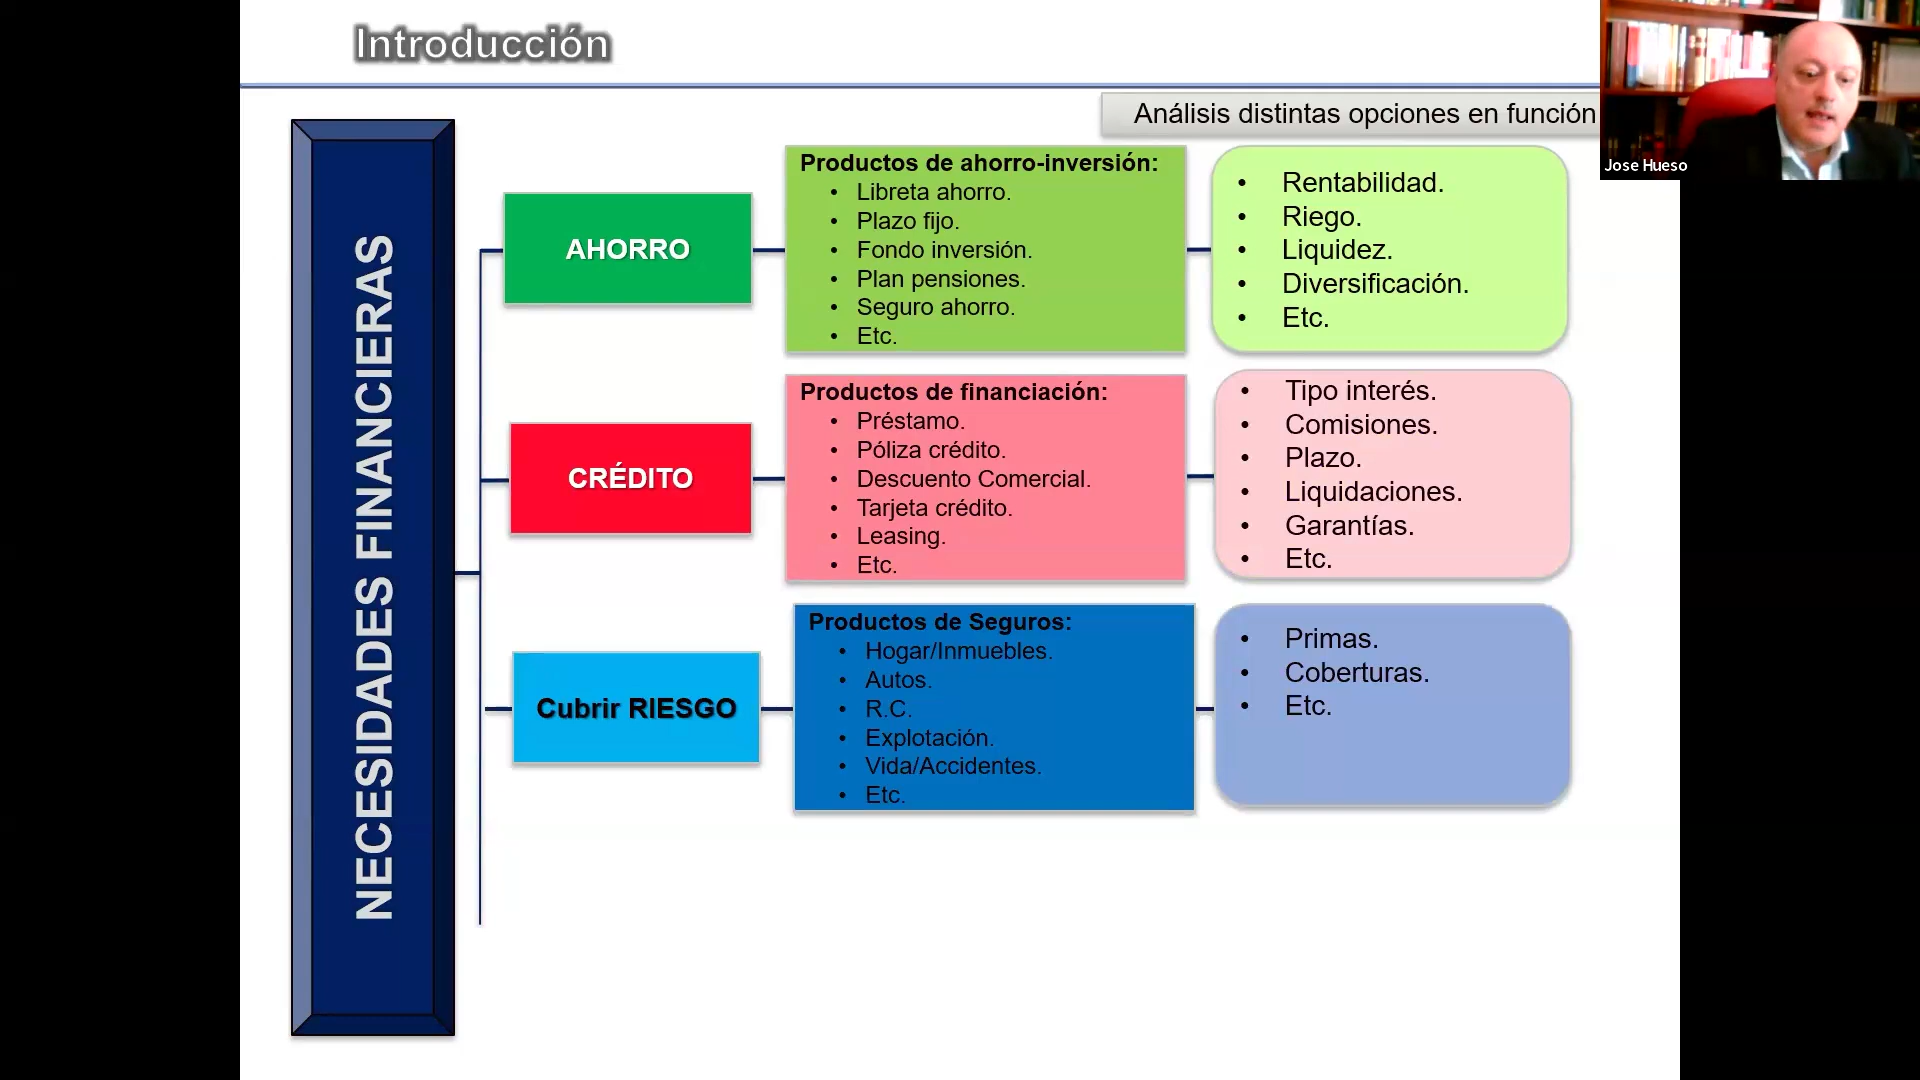 Introducción
Análisis distintas opciones en función
Jose Hueso
NECESIDADES FINANCIERAS
AHORRO
Productos de ahorro-inversión:
• Libreta ahorro.
• Plazo fijo.
• Fondo inversión.
• Plan pensiones.
• Seguro ahorro.
• Etc.
• Rentabilidad.
• Riego.
• Liquidez.
• Diversificación.
• Etc.
CRÉDITO
Productos de financiación:
• Préstamo.
• Póliza crédito.
• Descuento Comercial.
• Tarjeta crédito.
• Leasing.
• Etc.
• Tipo interés.
• Comisiones.
• Plazo.
• Liquidaciones.
• Garantías.
• Etc.
Cubrir RIESGO
Productos de Seguros:
• Hogar/Inmuebles.
• Autos.
• R.C.
• Explotación.
• Vida/Accidentes.
• Etc.
• Primas.
• Coberturas.
• Etc.